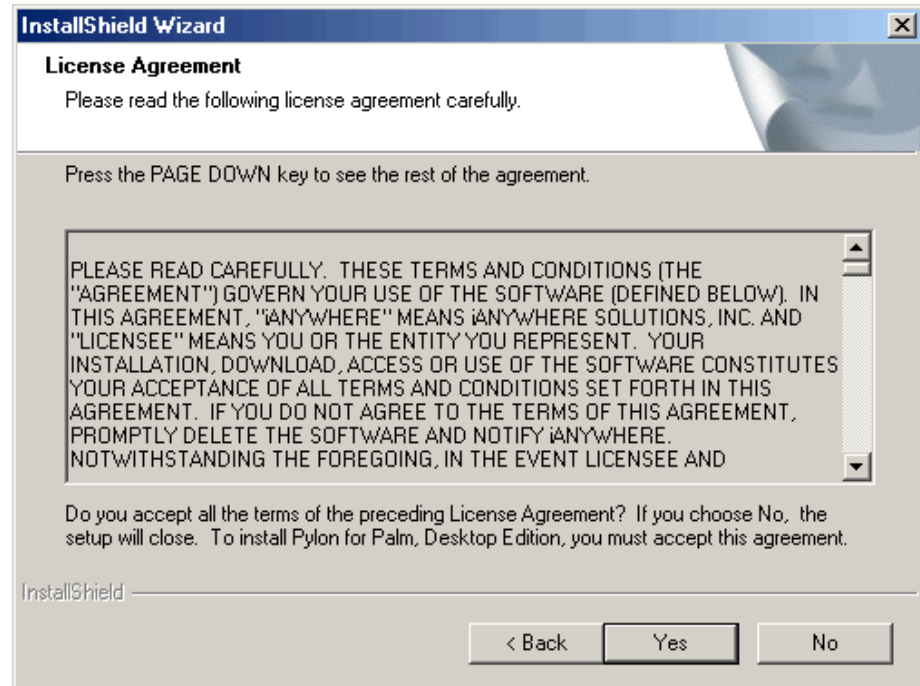 InstallShield Wizard
License Agreement
Please read the following license agreement carefully.
Press the PAGE DOWN key to see the rest of the agreement.
PLEASE READ CAREFULLY.  THESE TERMS AND CONDITIONS (THE
"AGREEMENT") GOVERN YOUR USE OF THE SOFTWARE (DEFINED BELOW).  IN
THIS AGREEMENT, "iANYWHERE" MEANS iANYWHERE SOLUTIONS, INC. AND
"LICENSEE" MEANS YOU OR THE ENTITY YOU REPRESENT.  YOUR
INSTALLATION, DOWNLOAD, ACCESS OR USE OF THE SOFTWARE CONSTITUTES
YOUR ACCEPTANCE OF ALL TERMS AND CONDITIONS SET FORTH IN THIS
AGREEMENT.  IF YOU DO NOT AGREE TO THE TERMS OF THIS AGREEMENT,
PROMPTLY DELETE THE SOFTWARE AND NOTIFY iANYWHERE.
NOTWITHSTANDING THE FOREGOING, IN THE EVENT LICENSEE AND
Do you accept all the terms of the preceding License Agreement?  If you choose No,  the
setup will close.  To install Pylon for Palm, Desktop Edition, you must accept this agreement.
InstallShield
< Back
Yes
No